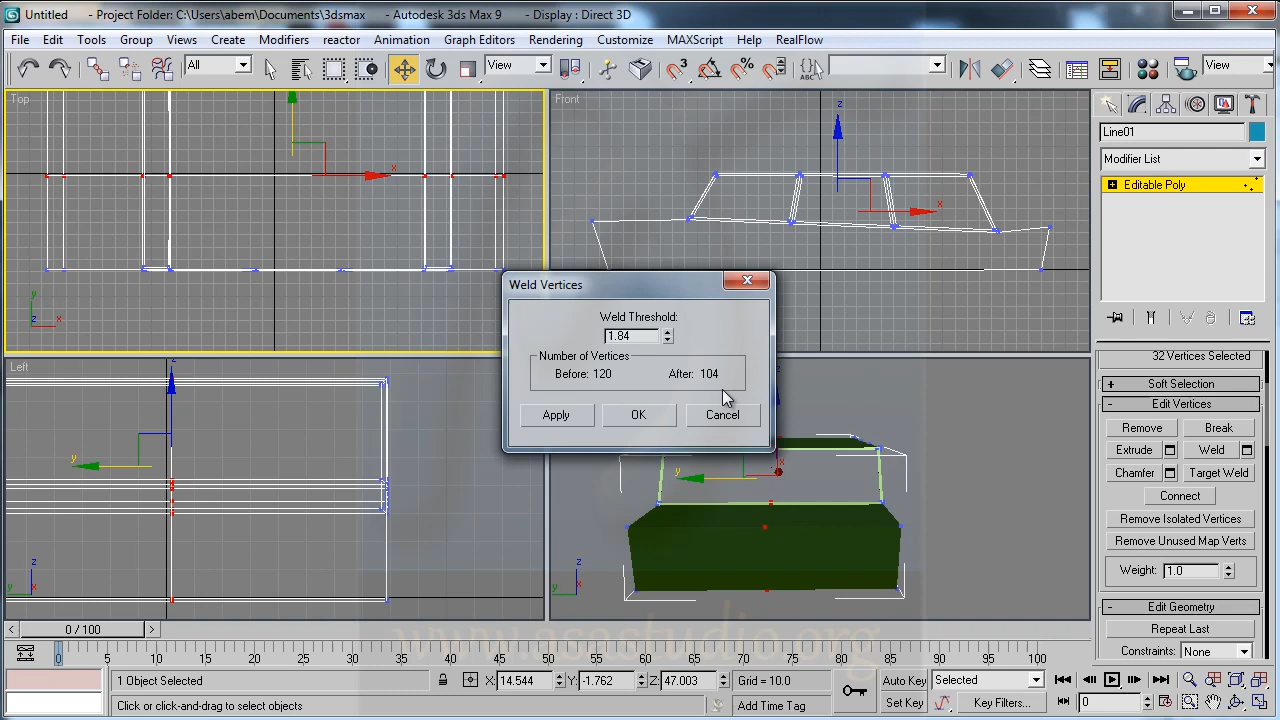 Untitled - Project Folder: C:\Users\abem\Documents\3dsmax - Autodesk 3ds Max 9 - Display : Direct 3D
File Edit Tools Group Views Create Modifiers reactor Animation Graph Editors Rendering Customize MAXScript Help RealFlow
All View View
Top
Front
Left
z
x
y
Line01
Modifier List
Editable Poly
32 Vertices Selected
+ Soft Selection
- Edit Vertices
Remove Break
Extrude Weld
Chamfer Target Weld
Connect
Remove Isolated Vertices
Remove Unused Map Verts
Weight: 1.0
- Edit Geometry
Repeat Last
Constraints: None
Weld Vertices
Weld Threshold:
1.84
Number of Vertices
Before: 120 After: 104
Apply OK Cancel
www.asastudio.org
< 0 / 100 >
0 5 10 15 20 25 30 35 40 45 50 55 60 65 70 75 80 85 90 95 100
1 Object Selected X: 14.544 Y: -1.762 Z: 47.003 Grid = 10.0 Auto Key Selected
Click or click-and-drag to select objects Add Time Tag Set Key Key Filters... 0